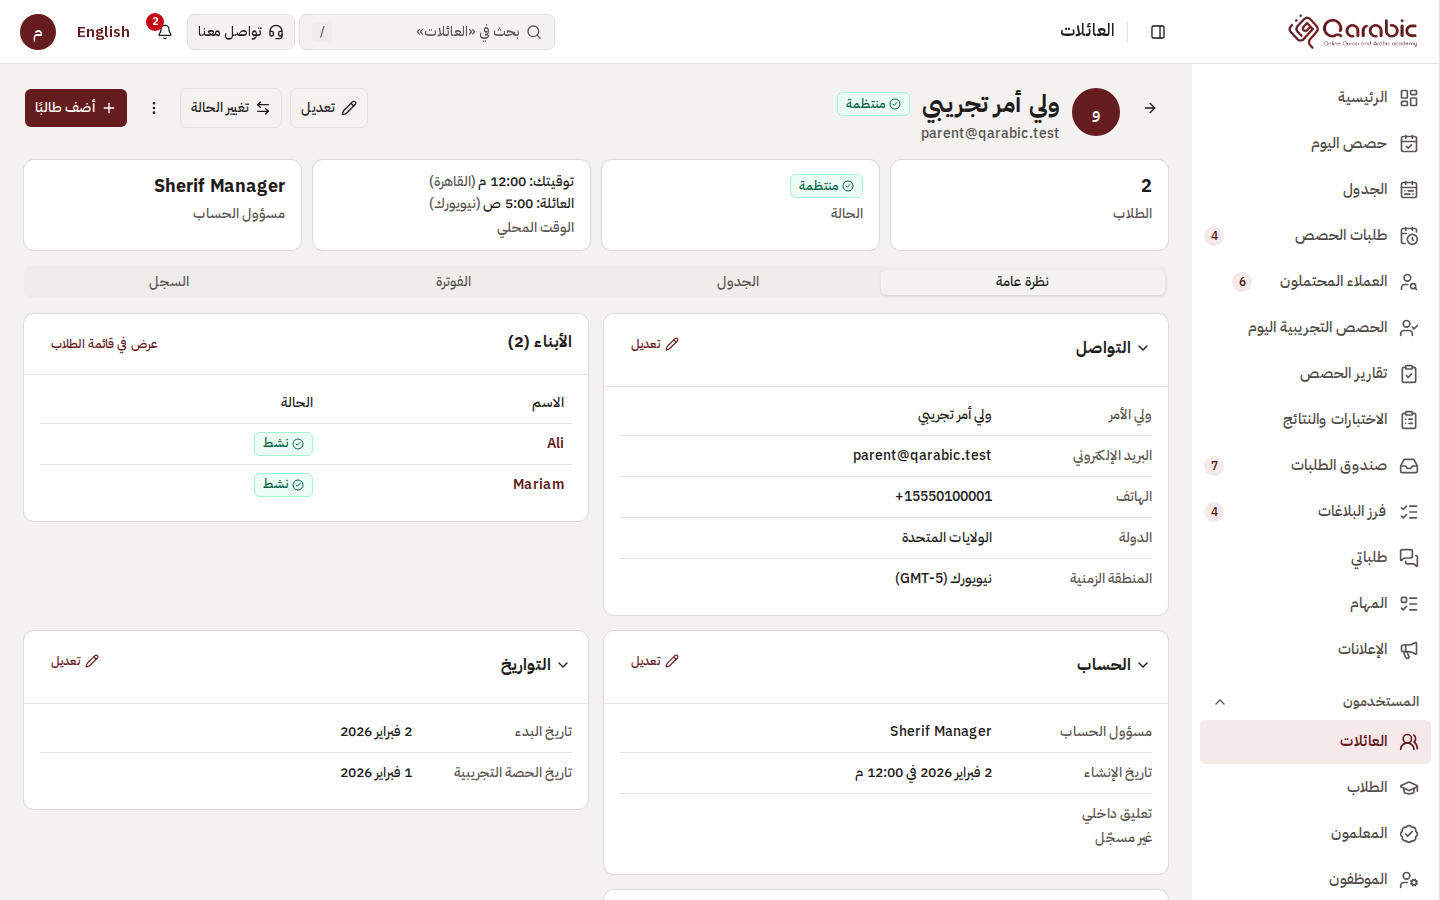 Qarabic
Online Quran and Arabic academy
العائلات
بحث في «العائلات»
/
تواصل معنا
2
English
م
الرئيسية
حصص اليوم
الجدول
طلبات الحصص
4
العملاء المحتملون
6
الحصص التجريبية اليوم
تقارير الحصص
الاختبارات والنتائج
صندوق الطلبات
7
فرز البلاغات
4
طلباتي
المهام
الإعلانات
المستخدمون
العائلات
الطلاب
المعلمون
الموظفون
و
ولي أمر تجريبي
منتظمة
parent@qarabic.test
تعديل
تغيير الحالة
أضف طالبًا
2
الطلاب
منتظمة
الحالة
توقيتك: 12:00 م (القاهرة)
العائلة: 5:00 ص (نيويورك)
الوقت المحلي
Sherif Manager
مسؤول الحساب
نظرة عامة
الجدول
الفوترة
السجل
التواصل
تعديل
ولي الأمر
ولي أمر تجريبي
البريد الإلكتروني
parent@qarabic.test
الهاتف
+15550100001
الدولة
الولايات المتحدة
المنطقة الزمنية
نيويورك (GMT-5)
الأبناء (2)
عرض في قائمة الطلاب
الاسم
الحالة
Ali
نشط
Mariam
نشط
الحساب
تعديل
مسؤول الحساب
Sherif Manager
تاريخ الإنشاء
2 فبراير 2026 في 12:00 م
تعليق داخلي
غير مسجّل
التواريخ
تعديل
تاريخ البدء
2 فبراير 2026
تاريخ الحصة التجريبية
1 فبراير 2026